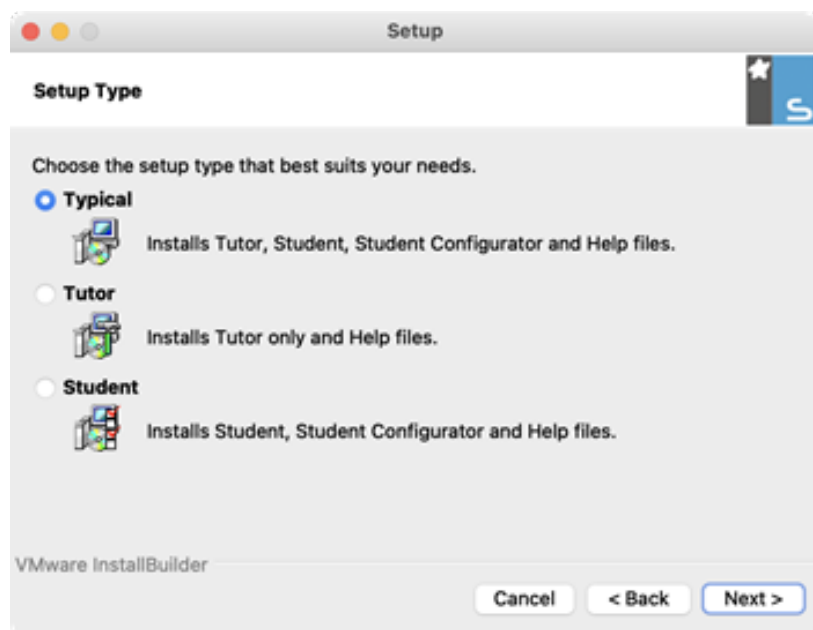 Setup
Setup Type
S
Choose the setup type that best suits your needs.
Typical
Installs Tutor, Student, Student Configurator and Help files.
Tutor
Installs Tutor only and Help files.
Student
Installs Student, Student Configurator and Help files.
VMware InstallBuilder
Cancel
< Back
Next >